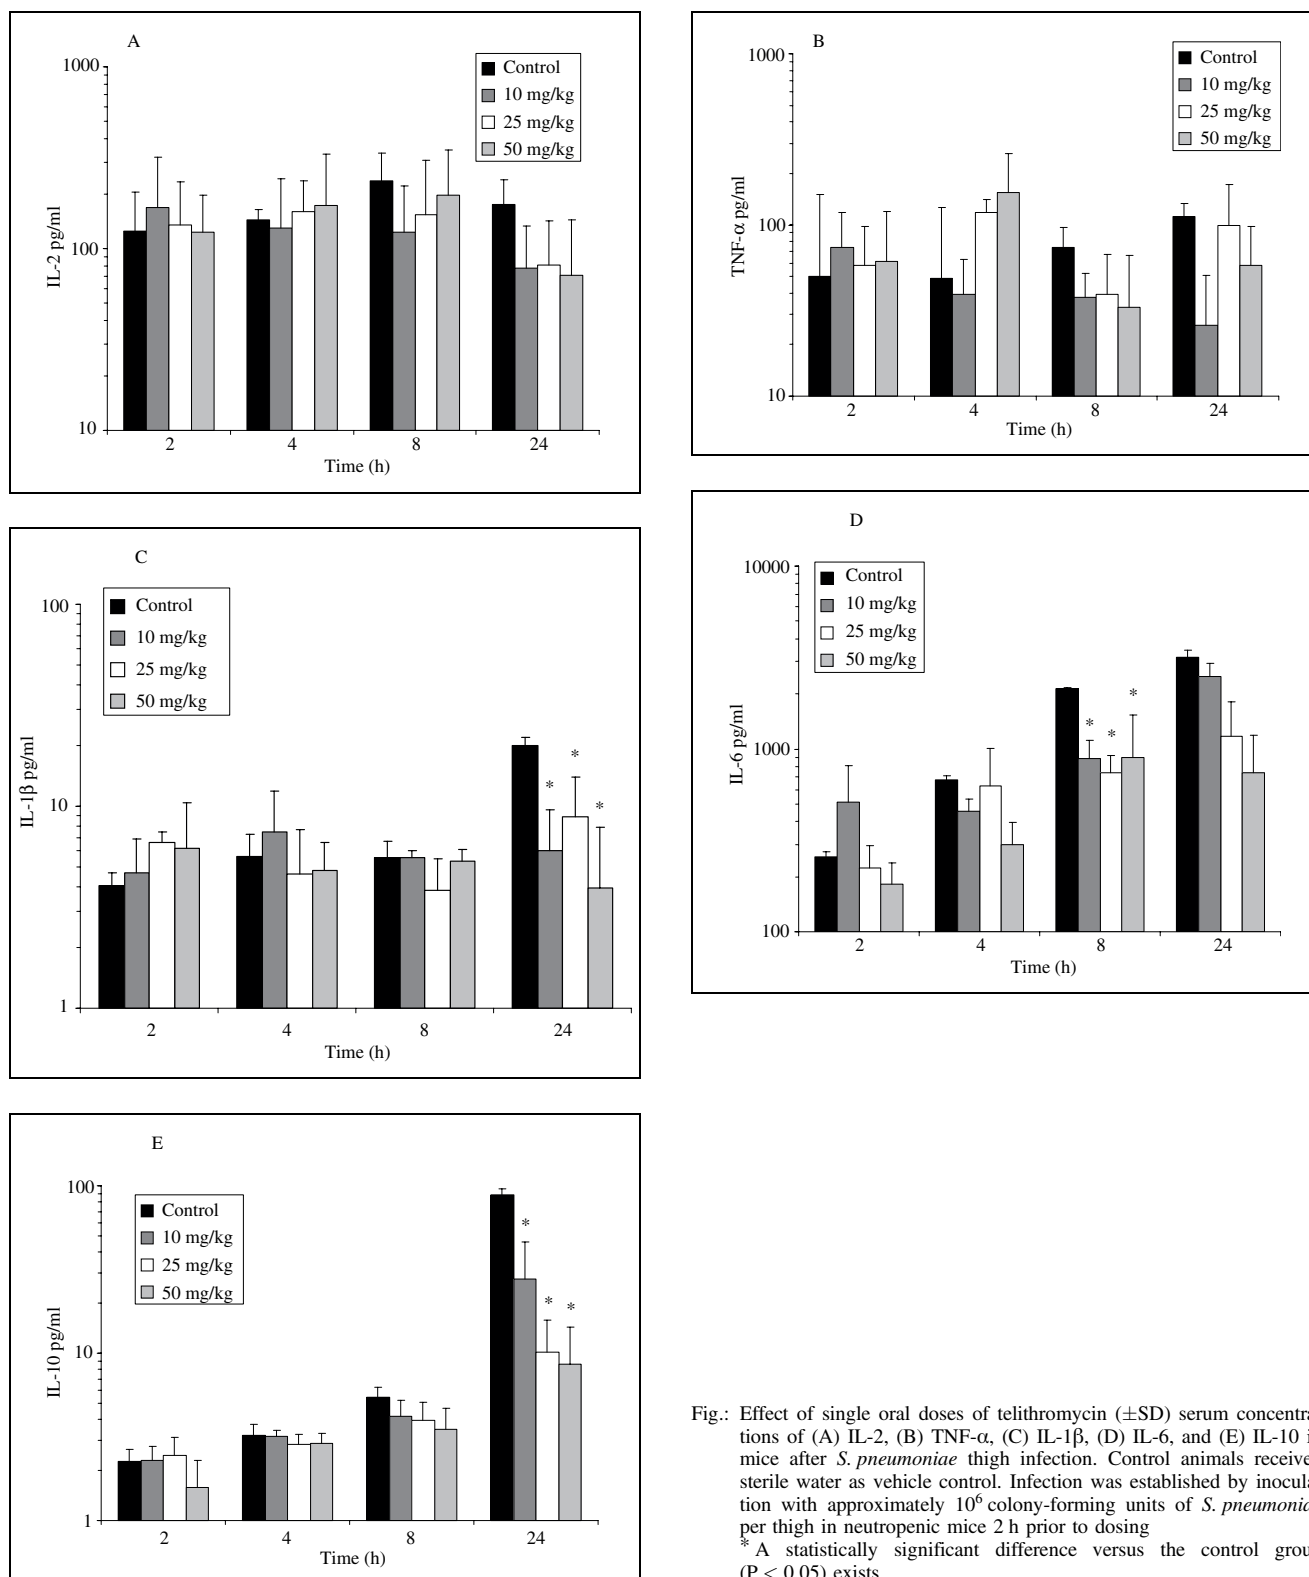 A
IL-2 pg/ml
1000
100
10
Control
10 mg/kg
25 mg/kg
50 mg/kg
2 4 8 24
Time (h)
B
TNF-α pg/ml
1000
100
10
Control
10 mg/kg
25 mg/kg
50 mg/kg
2 4 8 24
Time (h)
C
IL-1β pg/ml
100
10
1
Control
10 mg/kg
25 mg/kg
50 mg/kg
* * *
2 4 8 24
Time (h)
D
IL-6 pg/ml
10000
1000
100
Control
10 mg/kg
25 mg/kg
50 mg/kg
* * *
2 4 8 24
Time (h)
E
IL-10 pg/ml
100
10
1
Control
10 mg/kg
25 mg/kg
50 mg/kg
* * *
2 4 8 24
Time (h)
Fig.: Effect of single oral doses of telithromycin (±SD) serum concentra
tions of (A) IL-2, (B) TNF-α, (C) IL-1β, (D) IL-6, and (E) IL-10 i
mice after S. pneumoniae thigh infection. Control animals receive
sterile water as vehicle control. Infection was established by inocula
tion with approximately 10⁶ colony-forming units of S. pneumonia
per thigh in neutropenic mice 2 h prior to dosing
* A statistically significant difference versus the control grou
(P < 0.05) exists